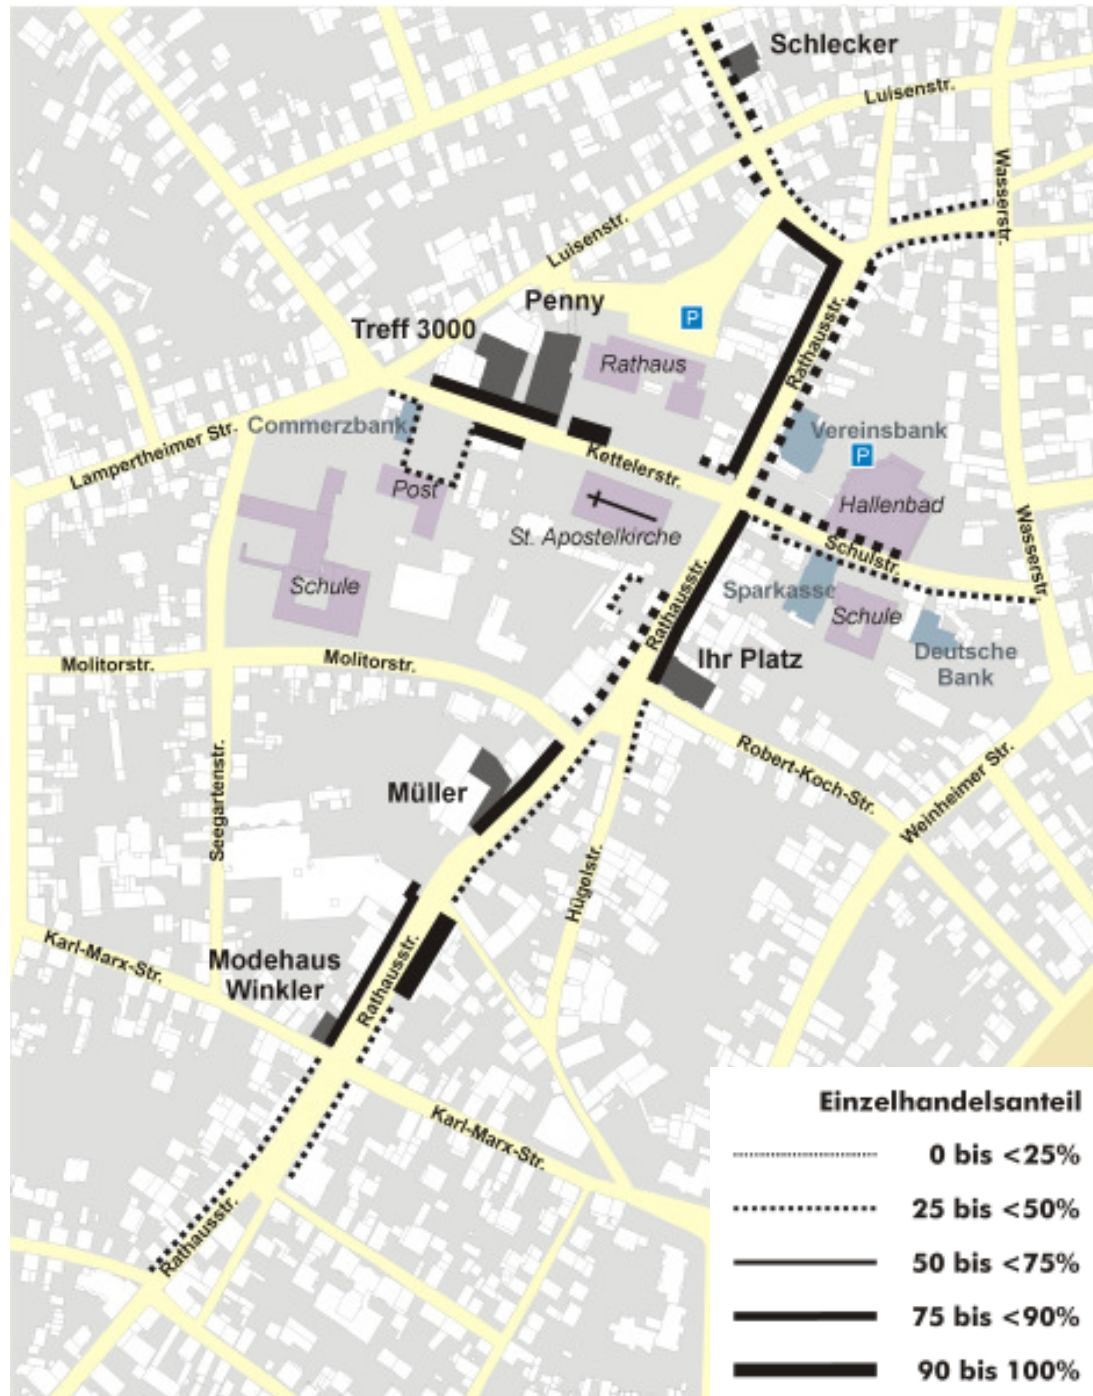 Schlecker
Luisenstr.
Wasserstr.
Luisenstr.
Penny
Treff 3000
P
Rathaus
Rathausstr.
Commerzbank
Vereinsbank
P
Lampertheimer Str.
Kettelerstr.
Post
Hallenbad
St. Apostelkirche
Schulstr.
Wasserstr
Schule
Sparkasse
Schule
Rathausstr.
Deutsche
Bank
Ihr Platz
Molitorstr.
Molitorstr.
Robert-Koch-Str.
Weinheimer Str.
Müller
Seegartenstr.
Hügelstr.
Karl-Marx-Str.
Modehaus
Winkler
Rathausstr.
Karl-Marx-Str.
Rathausstr.
Einzelhandelsanteil
0 bis <25%
25 bis <50%
50 bis <75%
75 bis <90%
90 bis 100%